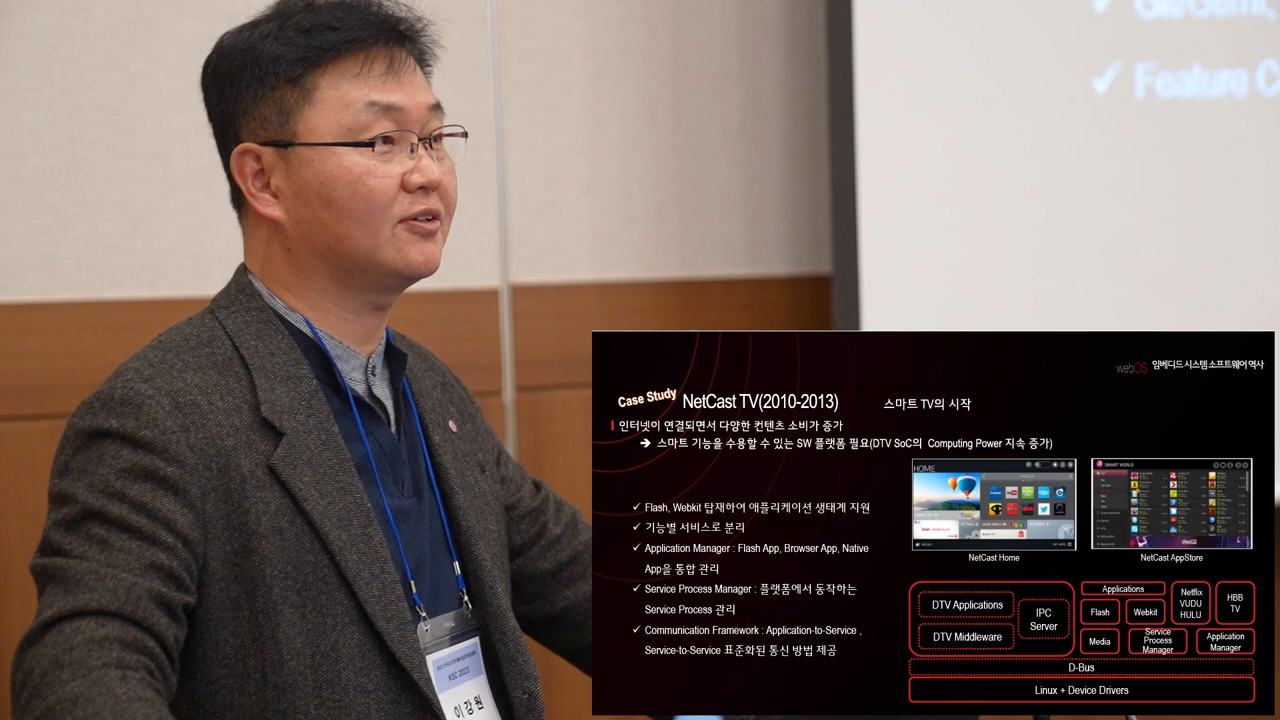 Feature C
KSC 2023
이강원
webOS 임베디드 시스템 소프트웨어 역사
Case Study NetCast TV(2010-2013) 스마트 TV의 시작
인터넷이 연결되면서 다양한 컨텐츠 소비가 증가
➔ 스마트 기능을 수용할 수 있는 SW 플랫폼 필요(DTV SoC의 Computing Power 지속 증가)
✓ Flash, Webkit 탑재하여 애플리케이션 생태계 지원
✓ 기능별 서비스로 분리
✓ Application Manager : Flash App, Browser App, Native
App을 통합 관리
✓ Service Process Manager : 플랫폼에서 동작하는
Service Process 관리
✓ Communication Framework : Application-to-Service ,
Service-to-Service 표준화된 통신 방법 제공
HOME
SMART WORLD
NetCast Home
NetCast AppStore
DTV Applications
DTV Middleware
IPC
Server
Applications
Flash
Webkit
Netflix
VUDU
HULU
HBB
TV
Media
Service
Process
Manager
Application
Manager
D-Bus
Linux + Device Drivers